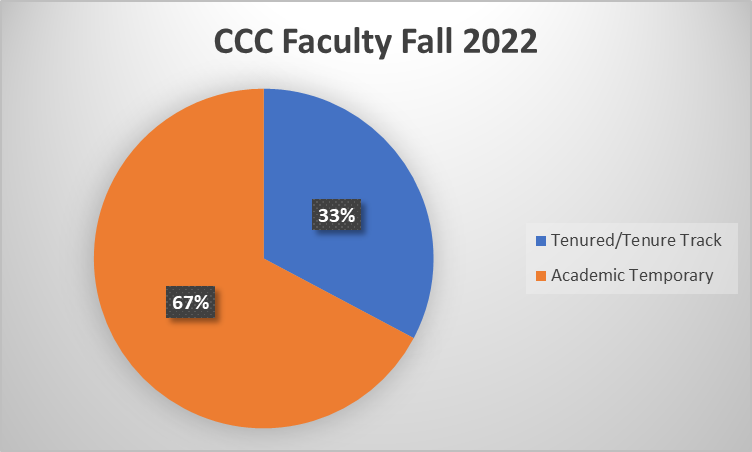 CCC Faculty Fall 2022
33%
67%
Tenured/Tenure Track
Academic Temporary